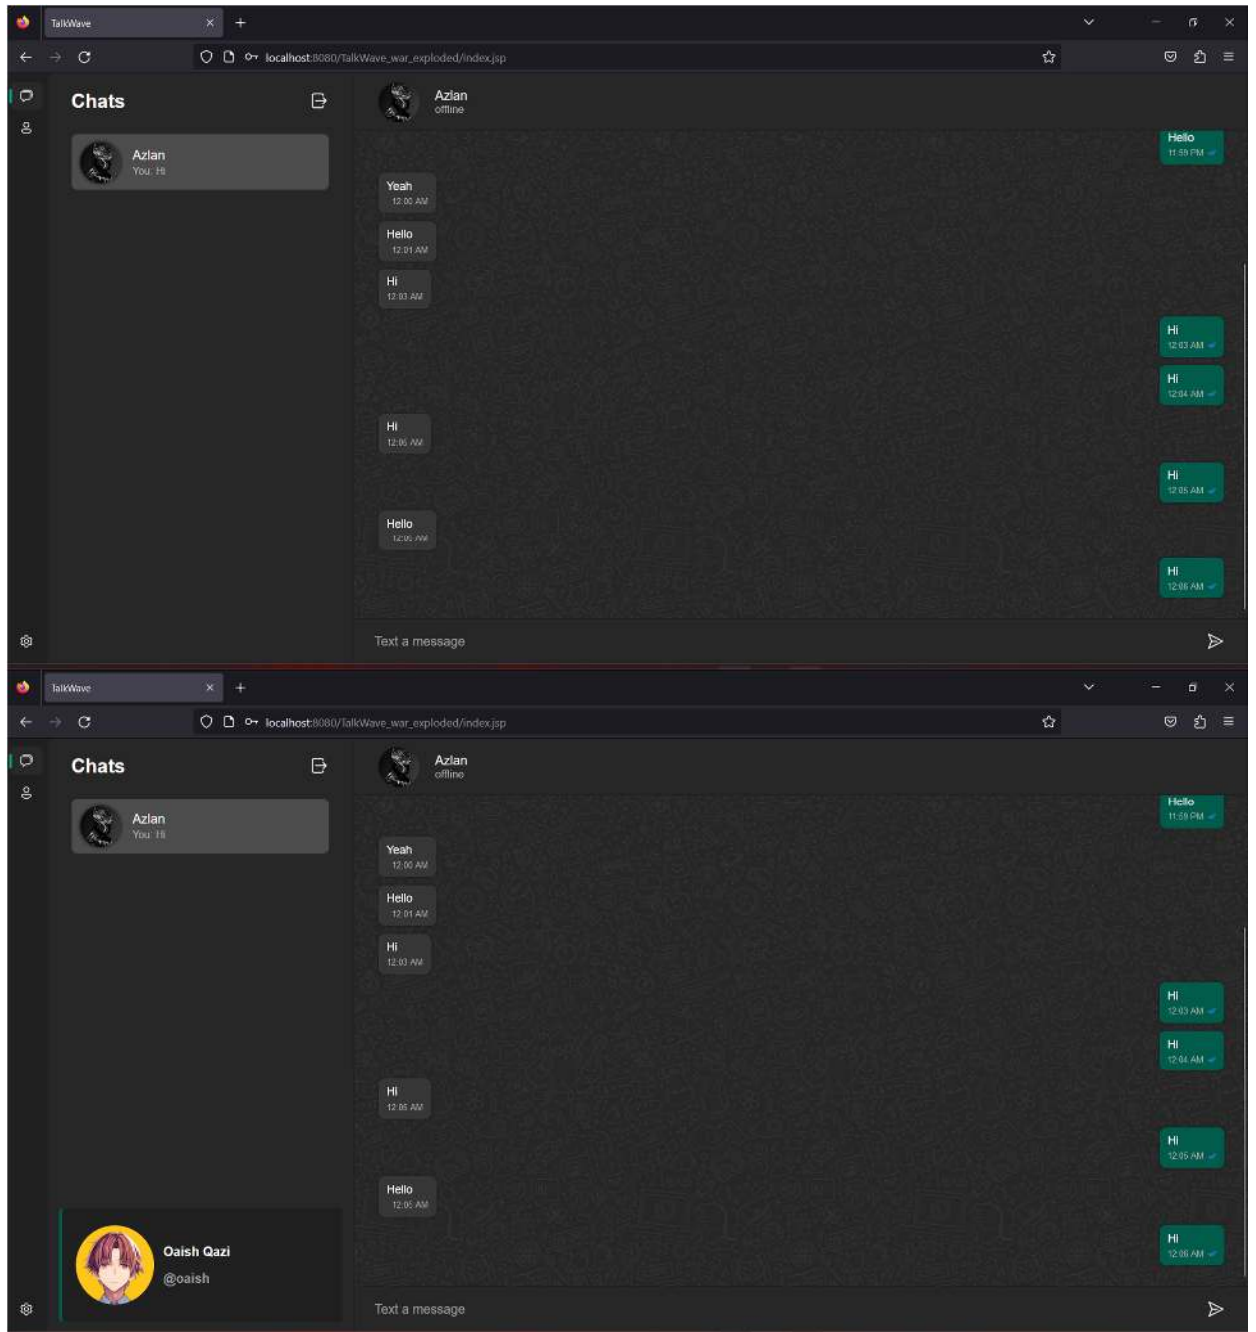 TalkWave
localhost:8080/TalkWave_war_exploded/index.jsp
Chats
Azlan
You: Hi
Azlan
offline
Hello
11:59 PM
Yeah
12:00 AM
Hello
12:01 AM
Hi
12:03 AM
Hi
12:03 AM
Hi
12:04 AM
Hi
12:05 AM
Hi
12:05 AM
Hello
12:05 AM
Hi
12:06 AM
Text a message
TalkWave
localhost:8080/TalkWave_war_exploded/index.jsp
Chats
Azlan
You: Hi
Azlan
offline
Hello
11:59 PM
Yeah
12:00 AM
Hello
12:01 AM
Hi
12:03 AM
Hi
12:03 AM
Hi
12:04 AM
Hi
12:05 AM
Hi
12:05 AM
Hello
12:05 AM
Hi
12:06 AM
Oaish Qazi
@oaish
Text a message